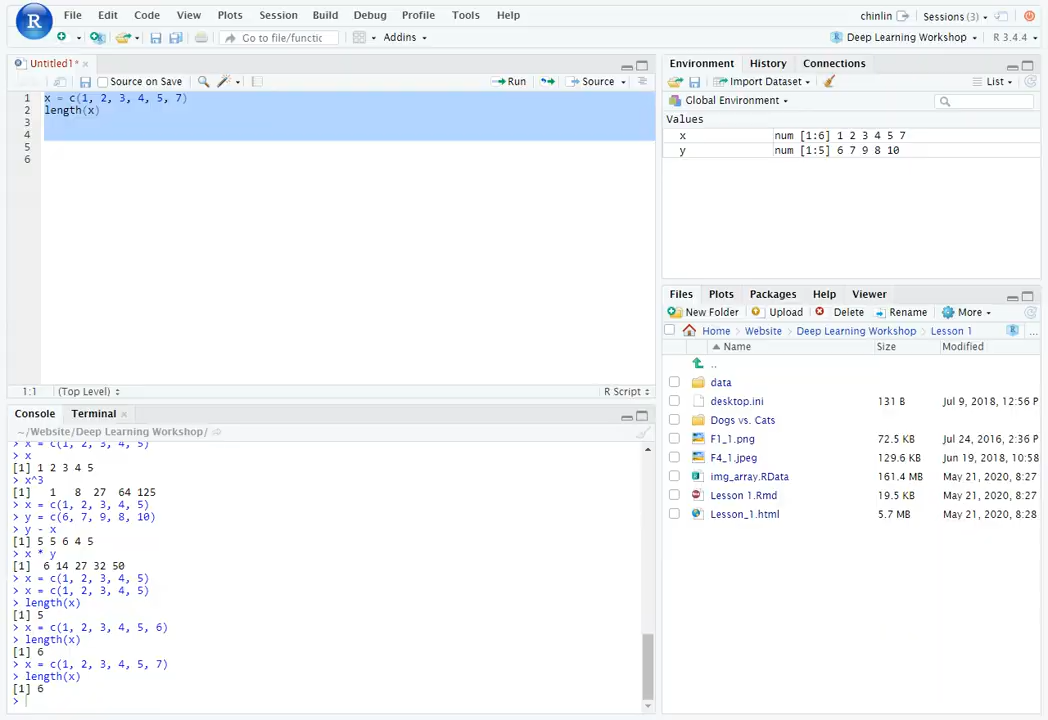 R File Edit Code View Plots Session Build Debug Profile Tools Help chinlin Sessions (3)
Go to file/functic Addins Deep Learning Workshop R 3.4.4
Untitled1* Source on Save Run Source
1 x = c(1, 2, 3, 4, 5, 7)
2 length(x)
3
4
5
6
1:1 (Top Level) R Script
Console Terminal
~/Website/Deep Learning Workshop/
> x = c(1, 2, 3, 4, 5)
> x
[1] 1 2 3 4 5
> x^3
[1]   1   8  27  64 125
> x = c(1, 2, 3, 4, 5)
> y = c(6, 7, 9, 8, 10)
> y - x
[1] 5 5 6 4 5
> x * y
[1]  6 14 27 32 50
> x = c(1, 2, 3, 4, 5)
> x = c(1, 2, 3, 4, 5)
> length(x)
[1] 5
> x = c(1, 2, 3, 4, 5, 6)
> length(x)
[1] 6
> x = c(1, 2, 3, 4, 5, 7)
> length(x)
[1] 6
>
Environment History Connections
Import Dataset List
Global Environment
Values
x num [1:6] 1 2 3 4 5 7
y num [1:5] 6 7 9 8 10
Files Plots Packages Help Viewer
New Folder Upload Delete Rename More
Home Website Deep Learning Workshop Lesson 1 ...
Name Size Modified
..
data
desktop.ini 131 B Jul 9, 2018, 12:56 P
Dogs vs. Cats
F1_1.png 72.5 KB Jul 24, 2016, 2:36 P
F4_1.jpeg 129.6 KB Jun 19, 2018, 10:58
img_array.RData 161.4 MB May 21, 2020, 8:27
Lesson 1.Rmd 19.5 KB May 21, 2020, 8:27
Lesson_1.html 5.7 MB May 21, 2020, 8:28